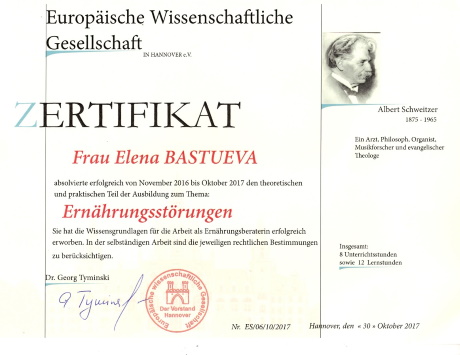 Europäische Wissenschaftliche
Gesellschaft IN HANNOVER e.V.
ZERTIFIKAT
Albert Schweitzer
1875 - 1965
Ein Arzt, Philosoph, Organist,
Musikforscher und evangelischer
Theologe
Frau Elena BASTUEVA
absolvierte erfolgreich von November 2016 bis Oktober 2017 den theoretischen
und praktischen Teil der Ausbildung zum Thema:
Ernährungsstörungen
Sie hat die Wissensgrundlagen für die Arbeit als Ernährungsberaterin erfolgreich
erworben. In der selbständigen Arbeit sind die jeweiligen rechtlichen Bestimmungen
zu berücksichtigen.
Insgesamt:
8 Unterrichtsstunden
sowie 12 Lernstunden
Dr. Georg Tyminski
Europäische Wissenschaftliche Gesellschaft
Der Vorstand
Hannover
Nr. ES/06/10/2017
Hannover, den « 30 » Oktober 2017